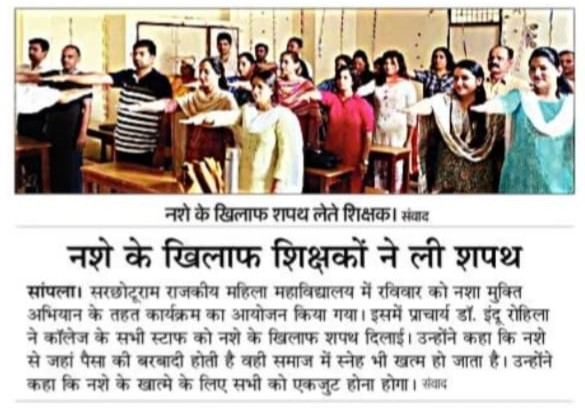 नशे के खिलाफ शपथ लेते शिक्षक। संवाद
नशे के खिलाफ शिक्षकों ने ली शपथ
सांपला। सरछोटूराम राजकीय महिला महाविद्यालय में रविवार को नशा मुक्ति
अभियान के तहत कार्यक्रम का आयोजन किया गया। इसमें प्राचार्य डॉ. इंदू रोहिला
ने कॉलेज के सभी स्टाफ को नशे के खिलाफ शपथ दिलाई। उन्होंने कहा कि नशे
से जहां पैसा की बरबादी होती है वही समाज में स्नेह भी खत्म हो जाता है। उन्होंने
कहा कि नशे के खात्मे के लिए सभी को एकजुट होना होगा। संवाद